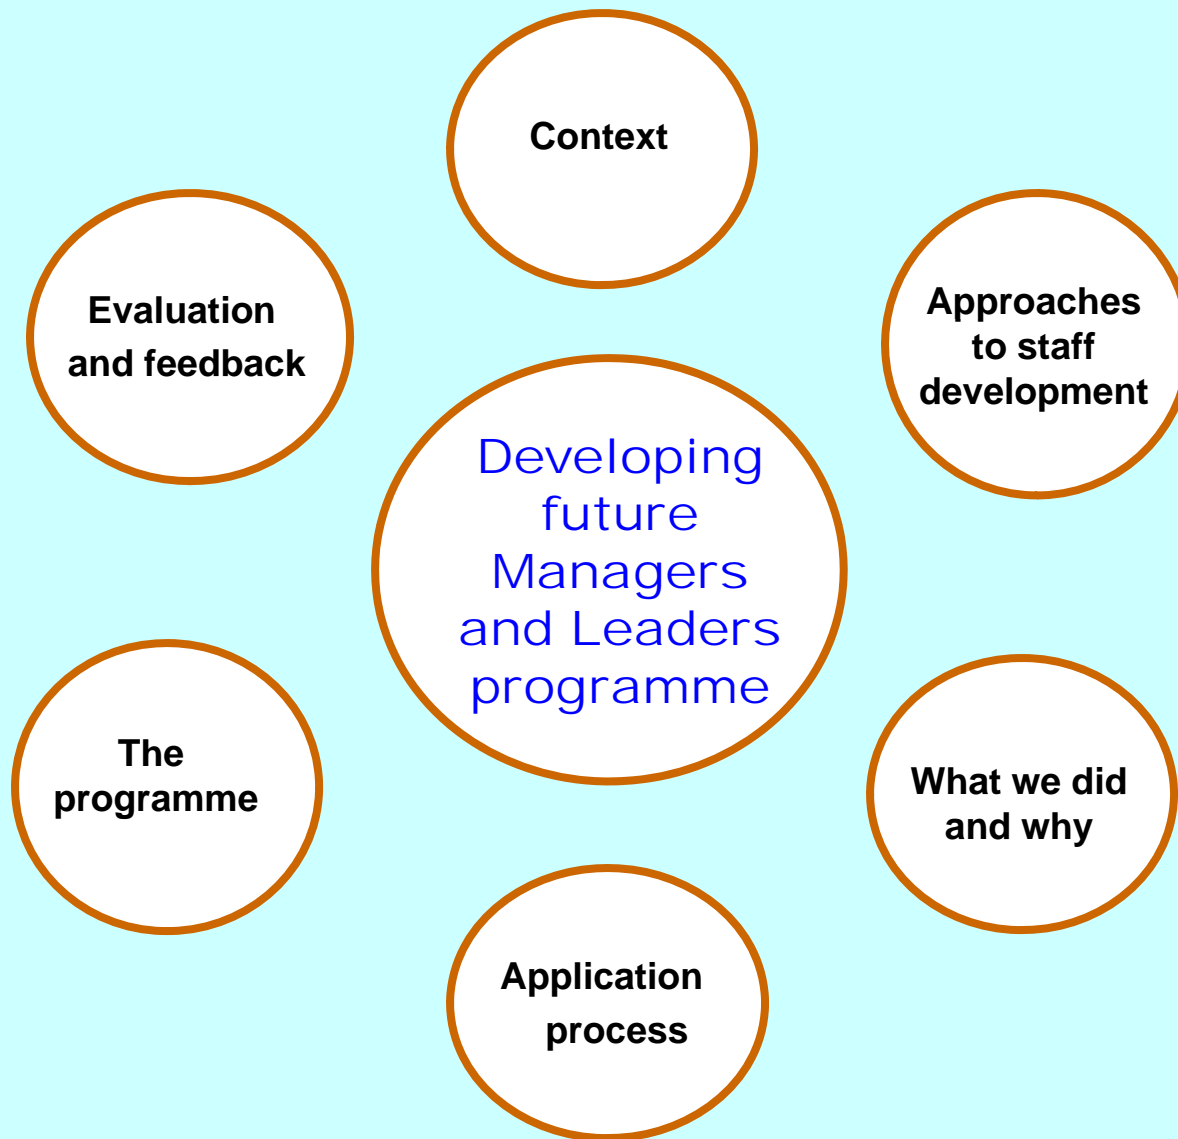 Context
Evaluation
and feedback
Approaches
to staff
development
Developing
future
Managers
and Leaders
programme
The
programme
What we did
and why
Application
process